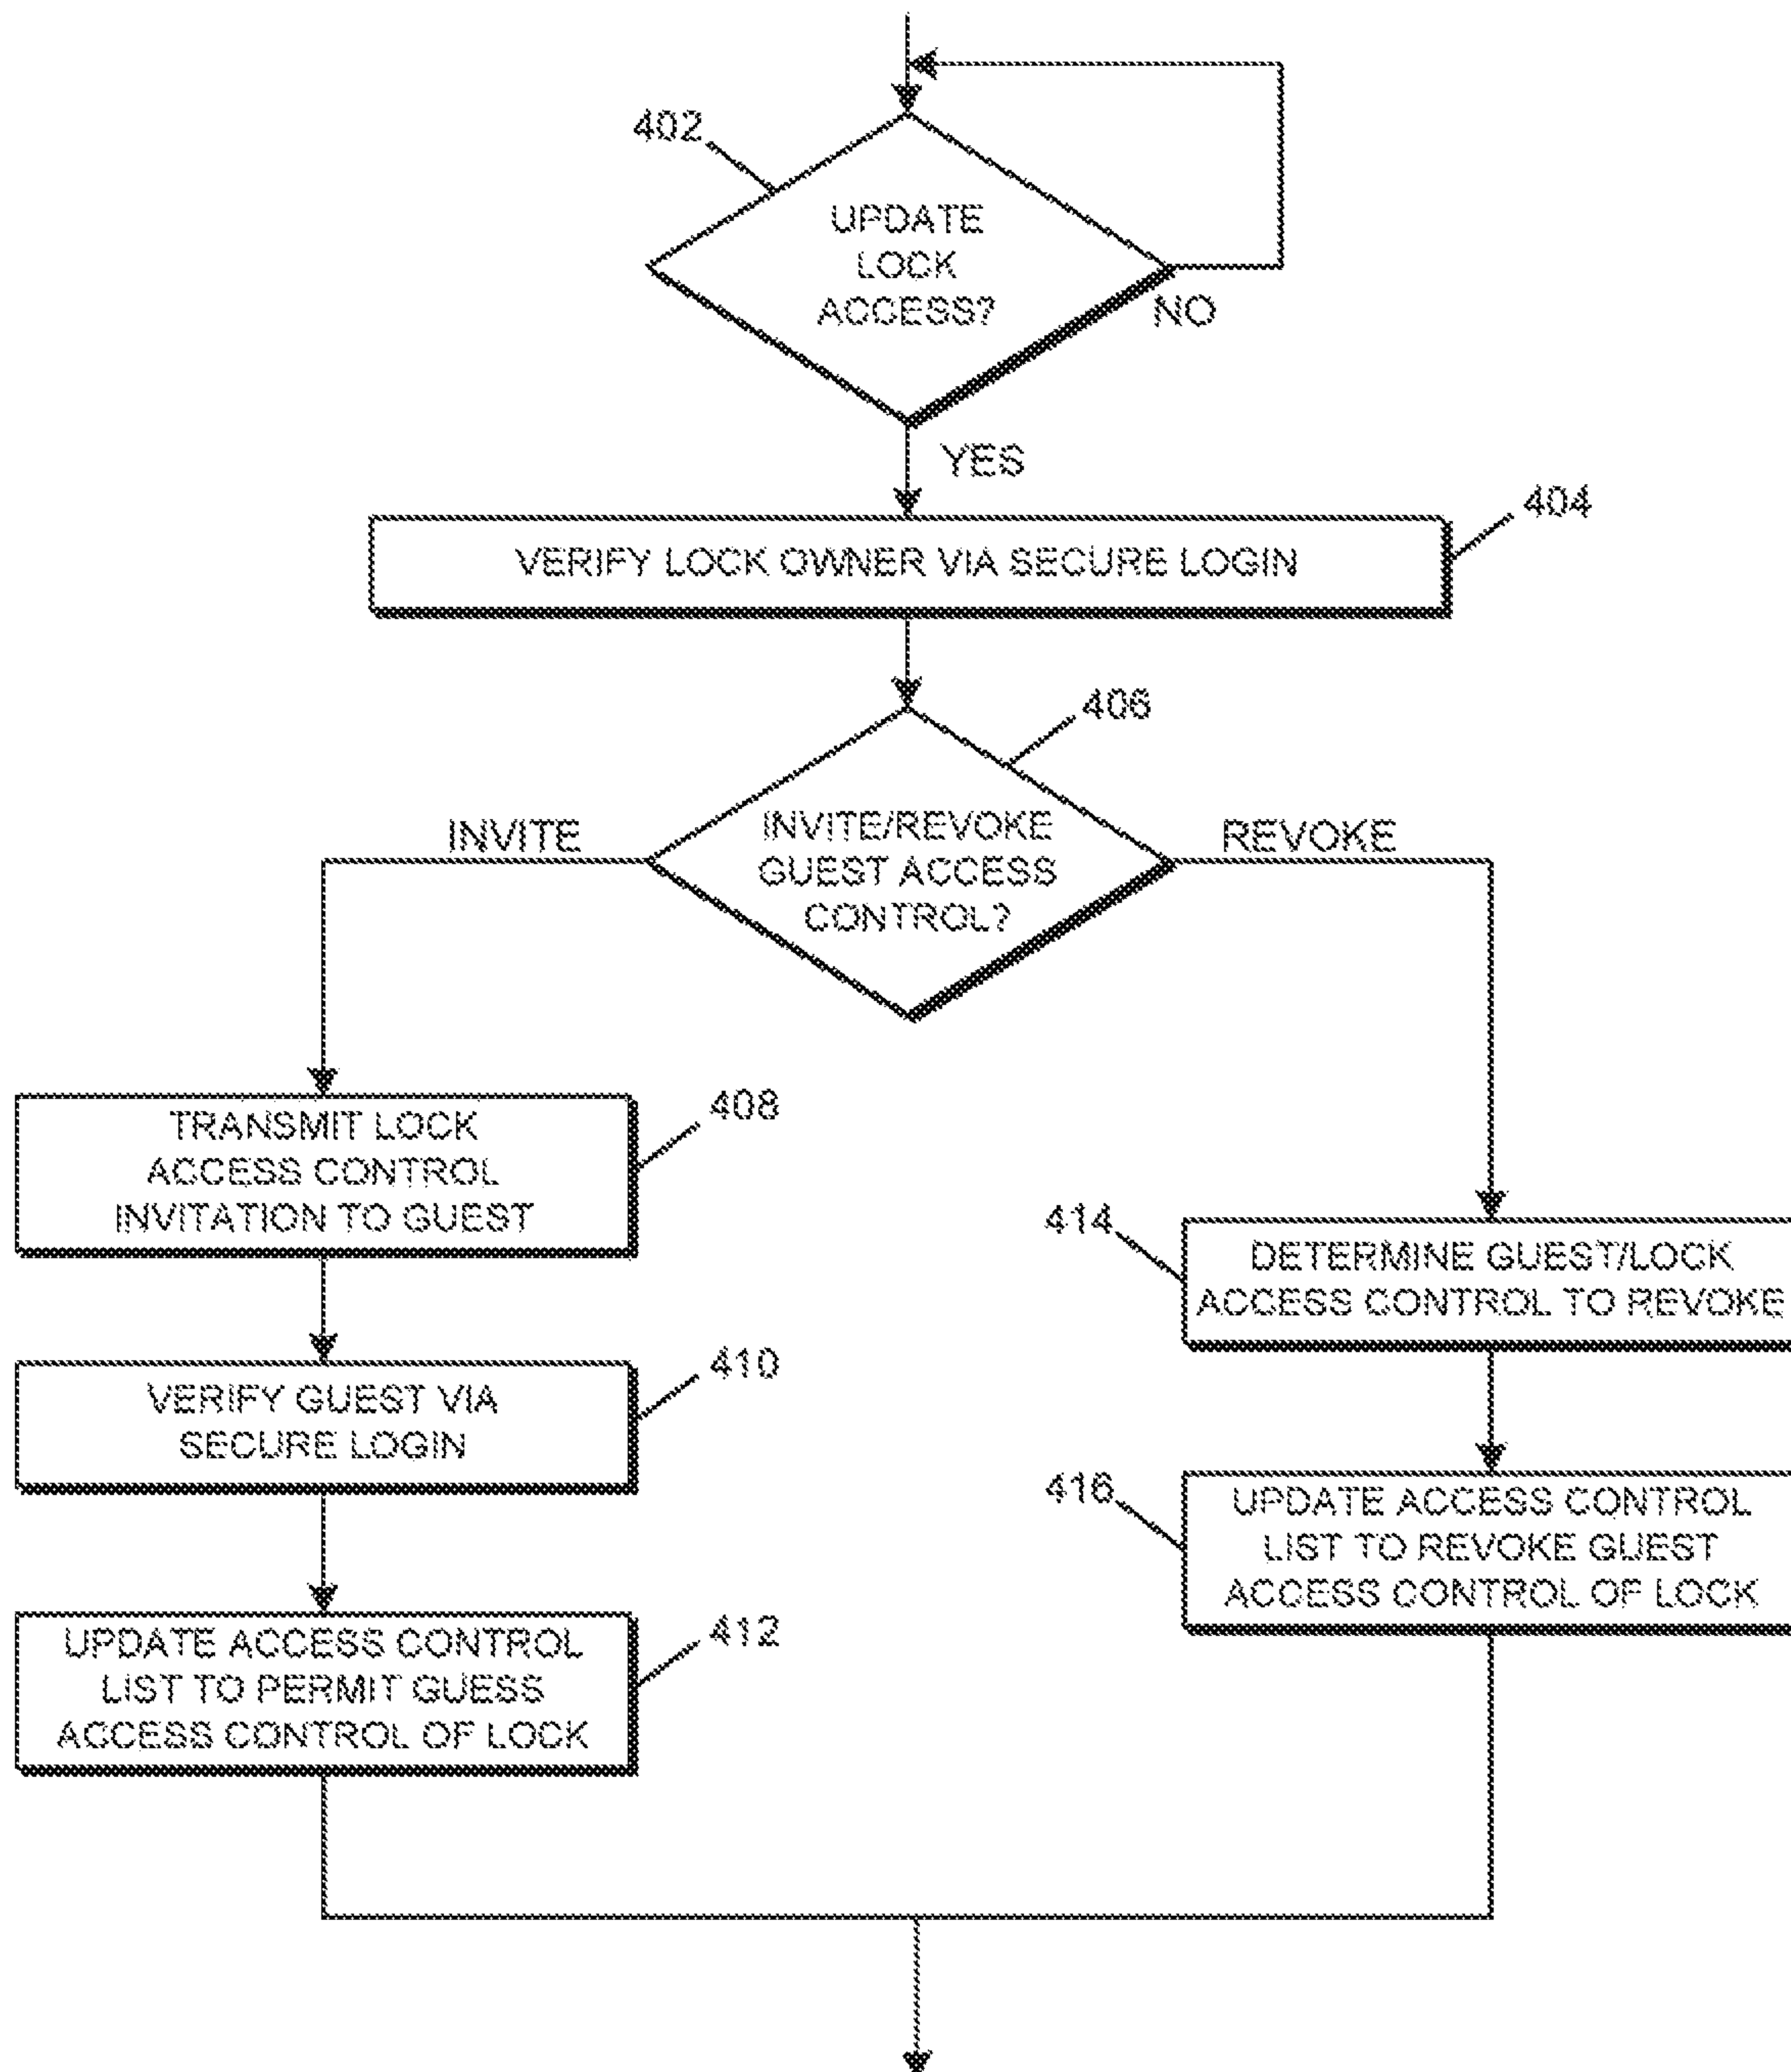 402
UPDATE
LOCK
ACCESS?
NO
YES
404
VERIFY LOCK OWNER VIA SECURE LOGIN
406
INVITE
INVITE/REVOKE
GUEST ACCESS
CONTROL?
REVOKE
408
TRANSMIT LOCK
ACCESS CONTROL
INVITATION TO GUEST
410
VERIFY GUEST VIA
SECURE LOGIN
412
UPDATE ACCESS CONTROL
LIST TO PERMIT GUESS
ACCESS CONTROL OF LOCK
414
DETERMINE GUEST/LOCK
ACCESS CONTROL TO REVOKE
416
UPDATE ACCESS CONTROL
LIST TO REVOKE GUEST
ACCESS CONTROL OF LOCK